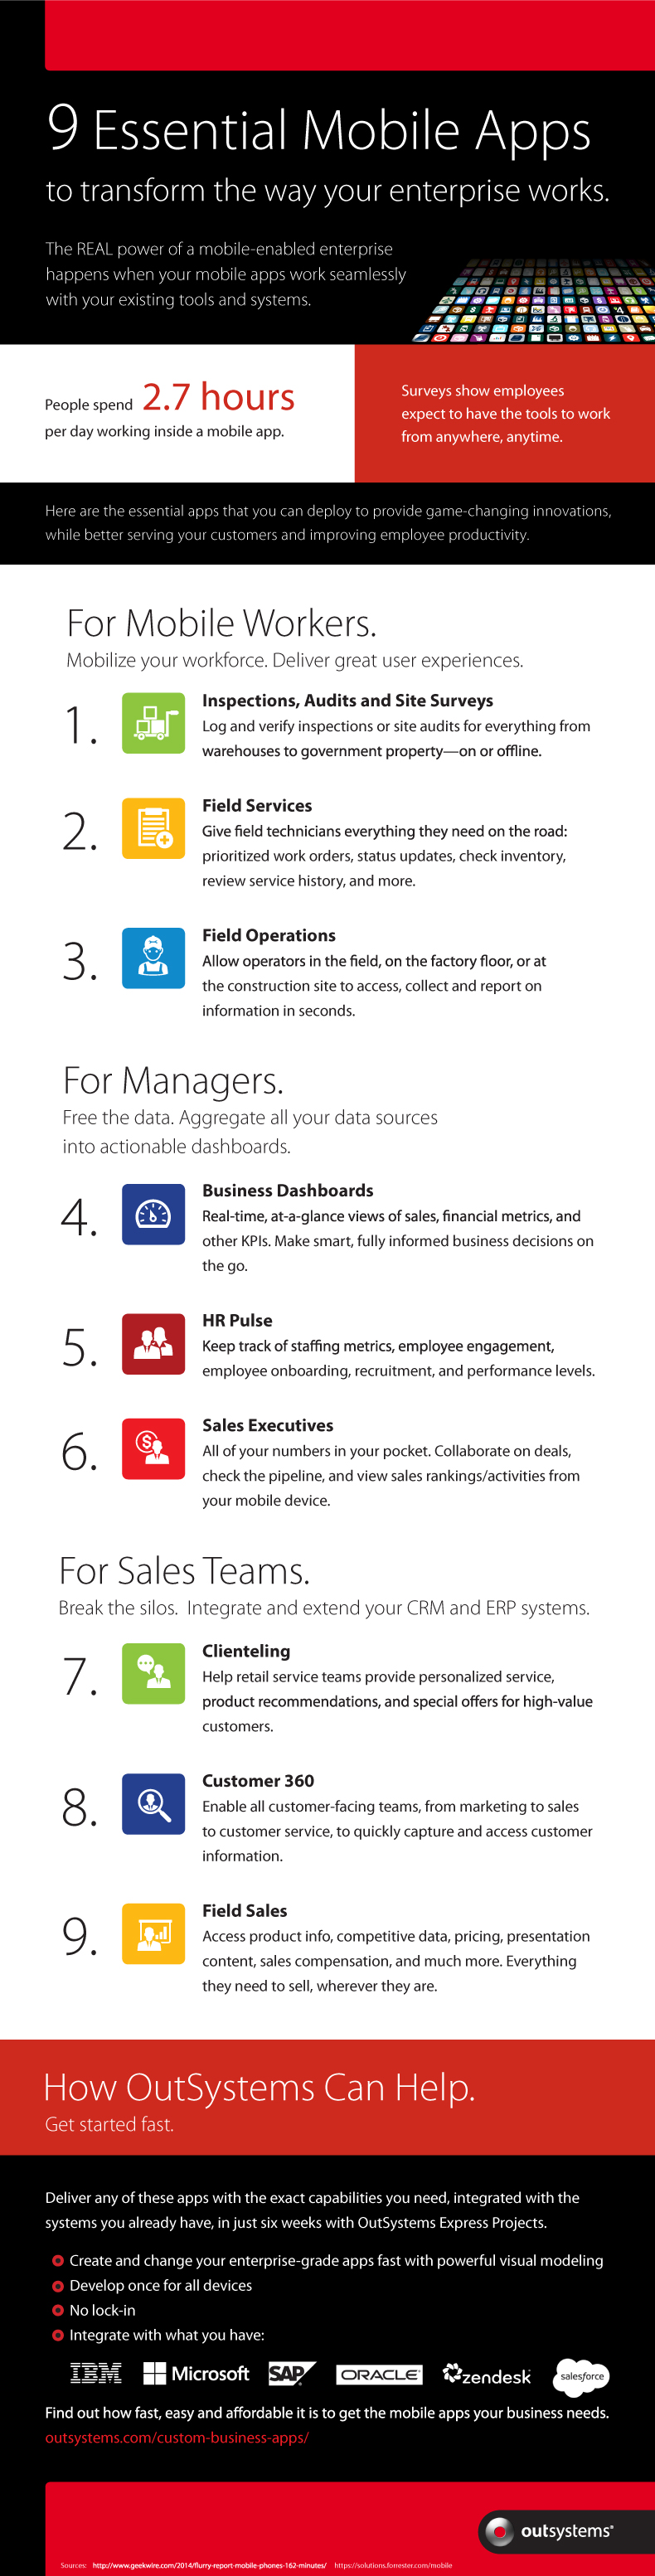 9 Essential Mobile Apps
to transform the way your enterprise works.
The REAL power of a mobile-enabled enterprise
happens when your mobile apps work seamlessly
with your existing tools and systems.
People spend 2.7 hours
per day working inside a mobile app.
Surveys show employees
expect to have the tools to work
from anywhere, anytime.
Here are the essential apps that you can deploy to provide game-changing innovations,
while better serving your customers and improving employee productivity.
For Mobile Workers.
Mobilize your workforce. Deliver great user experiences.
1.
Inspections, Audits and Site Surveys
Log and verify inspections or site audits for everything from
warehouses to government property—on or offline.
2.
Field Services
Give field technicians everything they need on the road:
prioritized work orders, status updates, check inventory,
review service history, and more.
3.
Field Operations
Allow operators in the field, on the factory floor, or at
the construction site to access, collect and report on
information in seconds.
For Managers.
Free the data. Aggregate all your data sources
into actionable dashboards.
4.
Business Dashboards
Real-time, at-a-glance views of sales, financial metrics, and
other KPIs. Make smart, fully informed business decisions on
the go.
5.
HR Pulse
Keep track of staffing metrics, employee engagement,
employee onboarding, recruitment, and performance levels.
6.
Sales Executives
All of your numbers in your pocket. Collaborate on deals,
check the pipeline, and view sales rankings/activities from
your mobile device.
For Sales Teams.
Break the silos. Integrate and extend your CRM and ERP systems.
7.
Clienteling
Help retail service teams provide personalized service,
product recommendations, and special offers for high-value
customers.
8.
Customer 360
Enable all customer-facing teams, from marketing to sales
to customer service, to quickly capture and access customer
information.
9.
Field Sales
Access product info, competitive data, pricing, presentation
content, sales compensation, and much more. Everything
they need to sell, wherever they are.
How OutSystems Can Help.
Get started fast.
Deliver any of these apps with the exact capabilities you need, integrated with the
systems you already have, in just six weeks with OutSystems Express Projects.
Create and change your enterprise-grade apps fast with powerful visual modeling
Develop once for all devices
No lock-in
Integrate with what you have:
IBM Microsoft SAP ORACLE zendesk salesforce
Find out how fast, easy and affordable it is to get the mobile apps your business needs.
outsystems.com/custom-business-apps/
outsystems
Sources: http://www.geekwire.com/2014/flurry-report-mobile-phones-162-minutes/ https://solutions.forrester.com/mobile